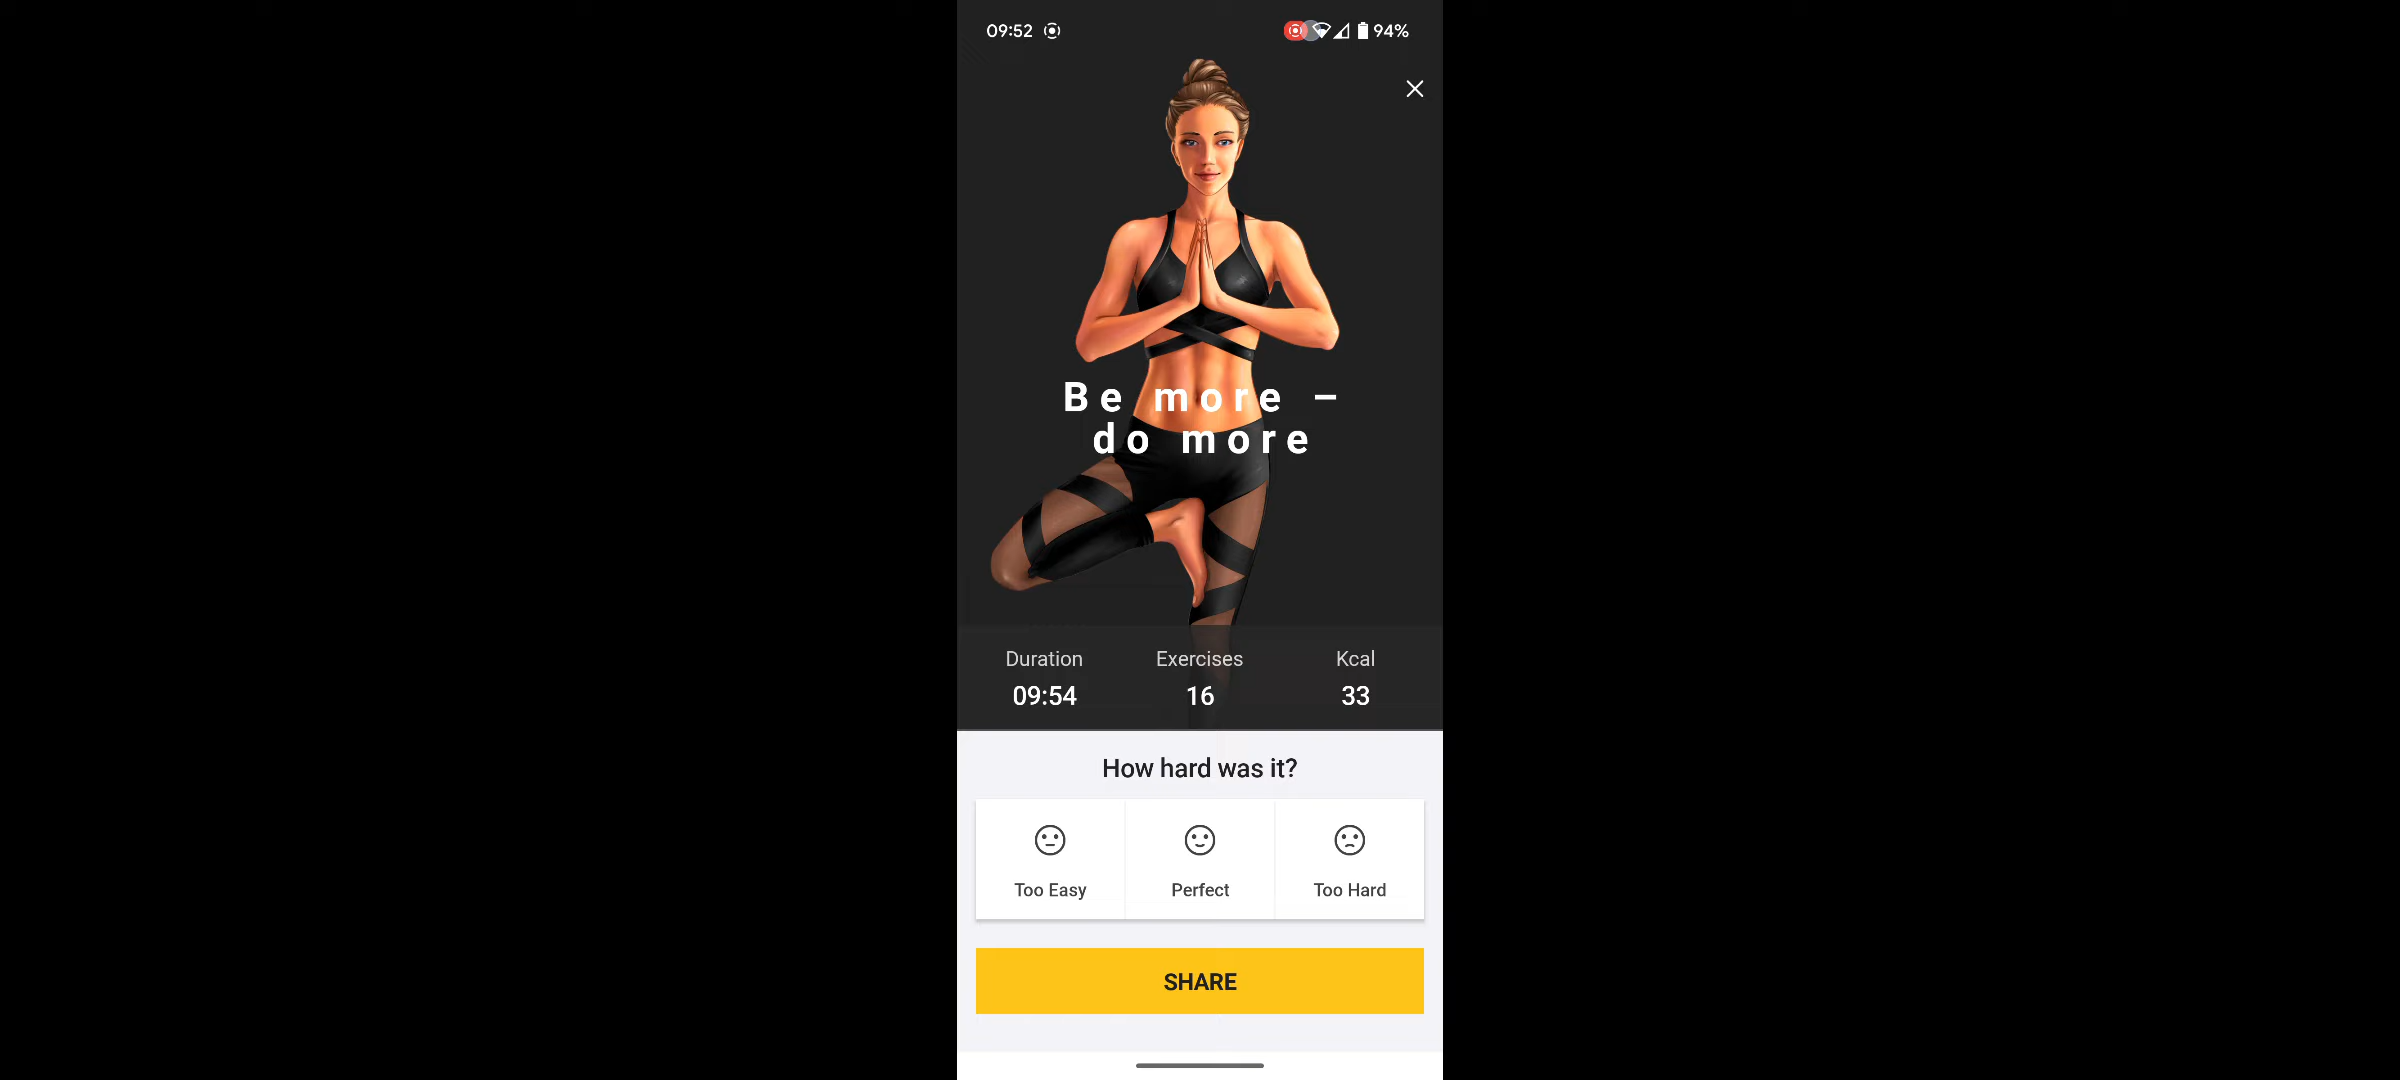 09:52
94%
Be more –
do more
Duration Exercises Kcal
09:54 16 33
How hard was it?
Too Easy Perfect Too Hard
SHARE